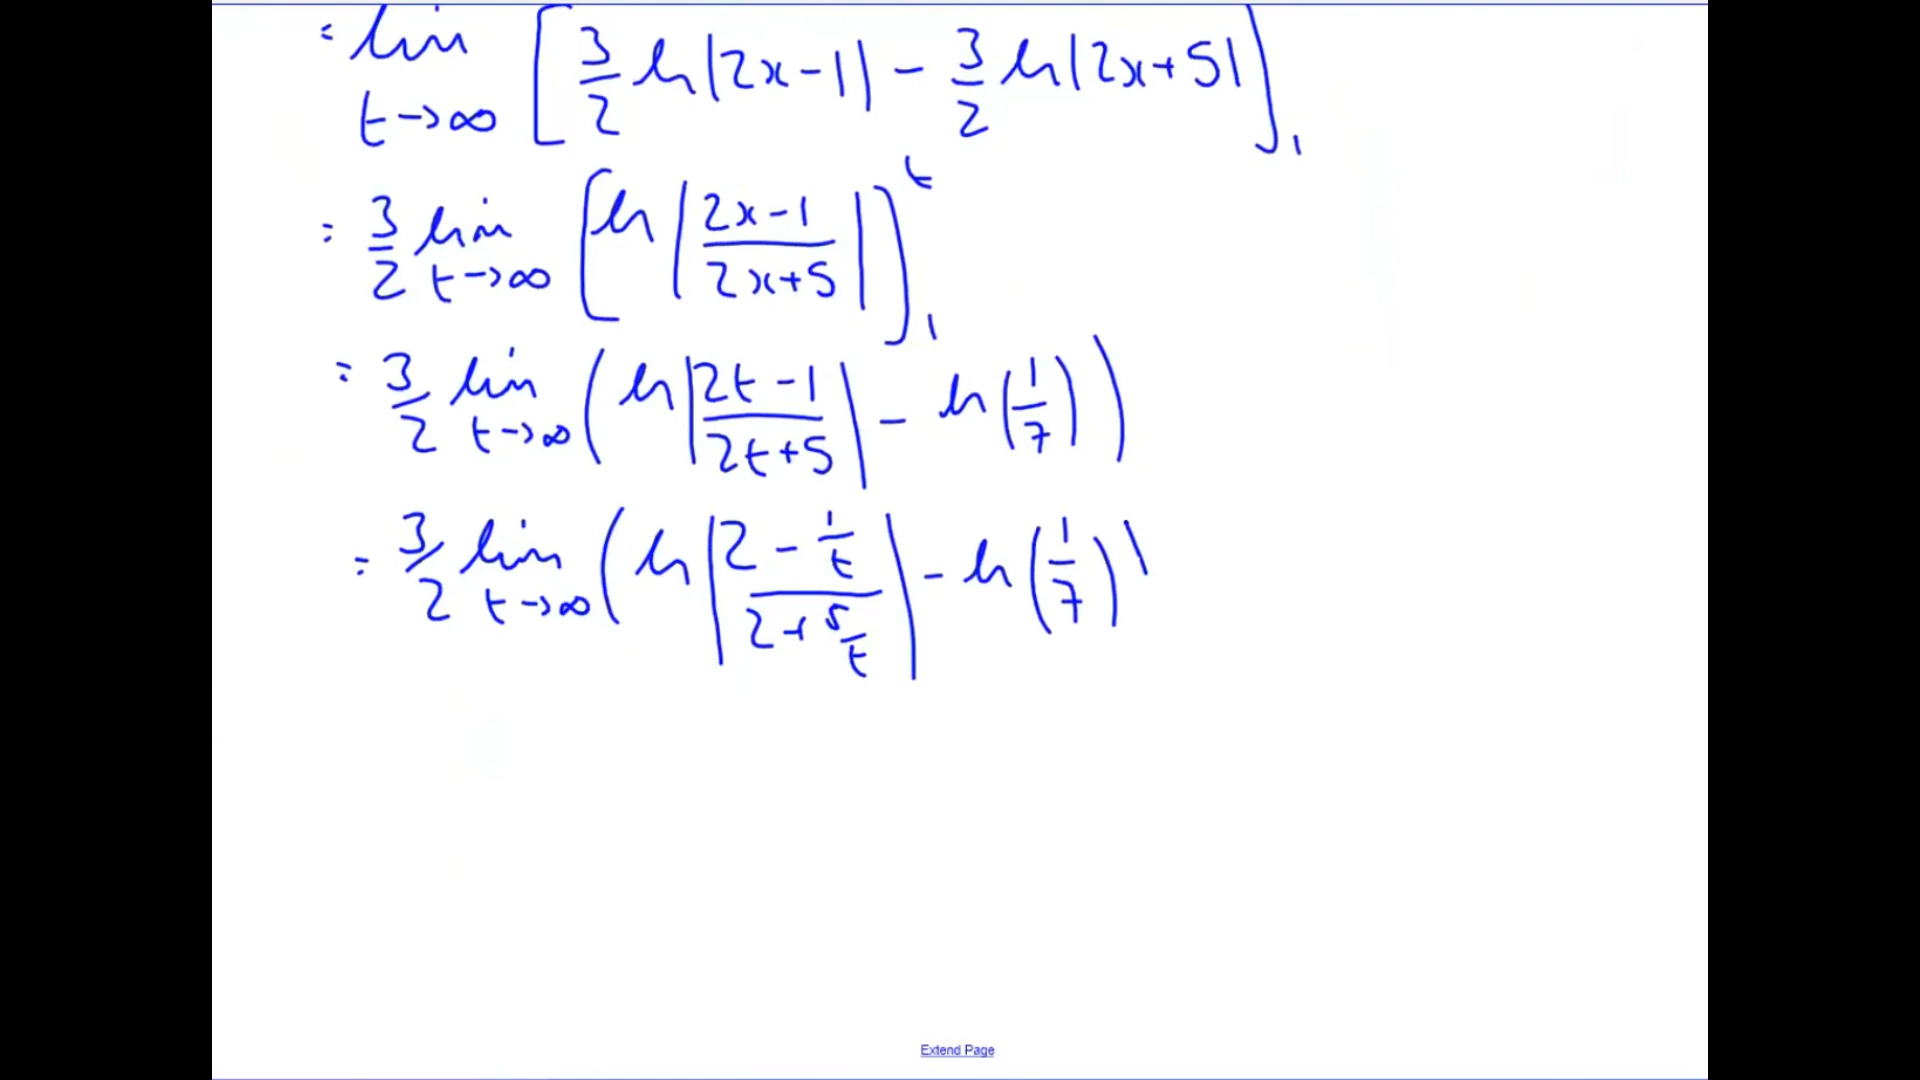 = lim t→∞ [ 3/2 ln|2x-1| - 3/2 ln|2x+5| ]₁
= 3/2 lim t→∞ [ ln | (2x-1)/(2x+5) | ]₁ᵗ
= 3/2 lim t→∞ ( ln | (2t-1)/(2t+5) | - ln(1/7) )
= 3/2 lim t→∞ ( ln | (2 - 1/t)/(2 + 5/t) | - ln(1/7) )
Extend Page